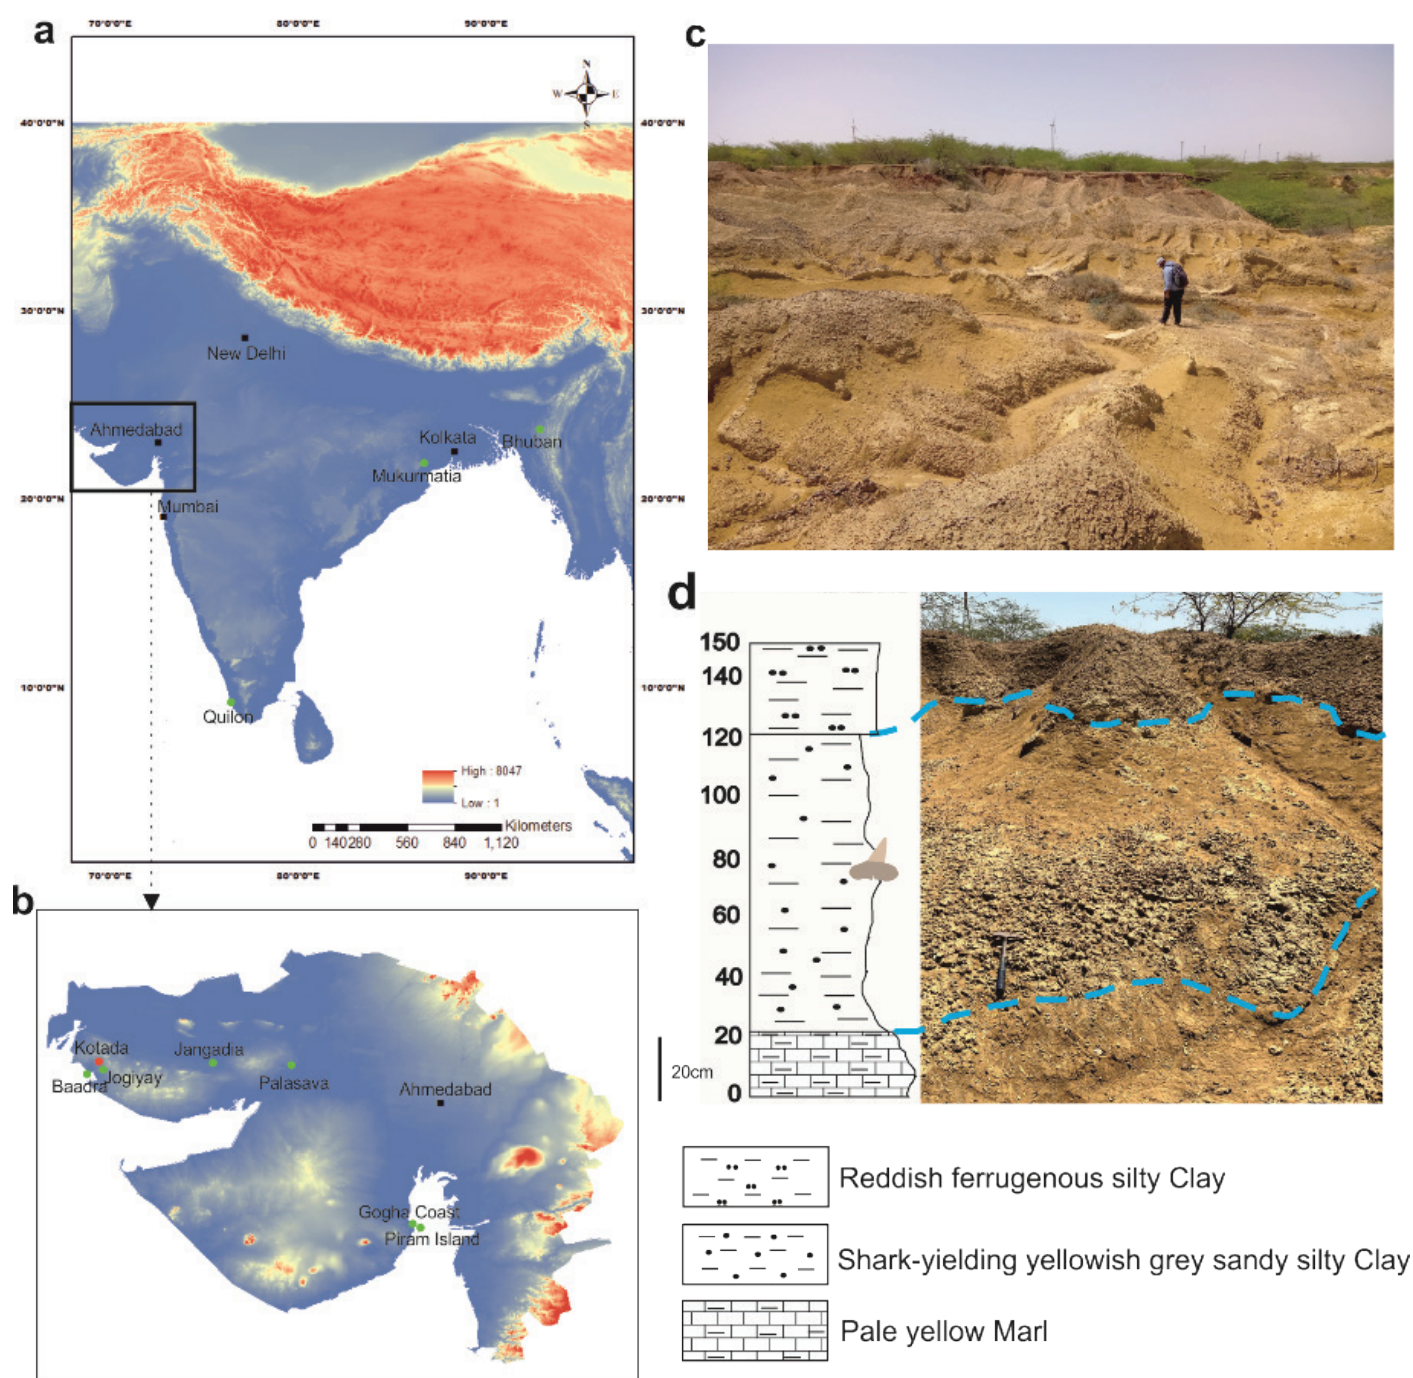 a
70°0'0"E 80°0'0"E 90°0'0"E
N
W E
S
40°0'0"N 40°0'0"N
30°0'0"N 30°0'0"N
New Delhi
Ahmedabad
Kolkata
Bhuban
Mukurmatia
20°0'0"N 20°0'0"N
Mumbai
10°0'0"N 10°0'0"N
Quilon
High : 8047
Low : 1
Kilometers
0 140280 560 840 1,120
70°0'0"E 80°0'0"E 90°0'0"E
b
Kotada
Jangadia
Jogiyay
Baadra
Palasava
Ahmedabad
Gogha Coast
Piram Island
c
d
150
140
120
100
80
60
40
20
0
20cm
Reddish ferrugenous silty Clay
Shark-yielding yellowish grey sandy silty Clay
Pale yellow Marl